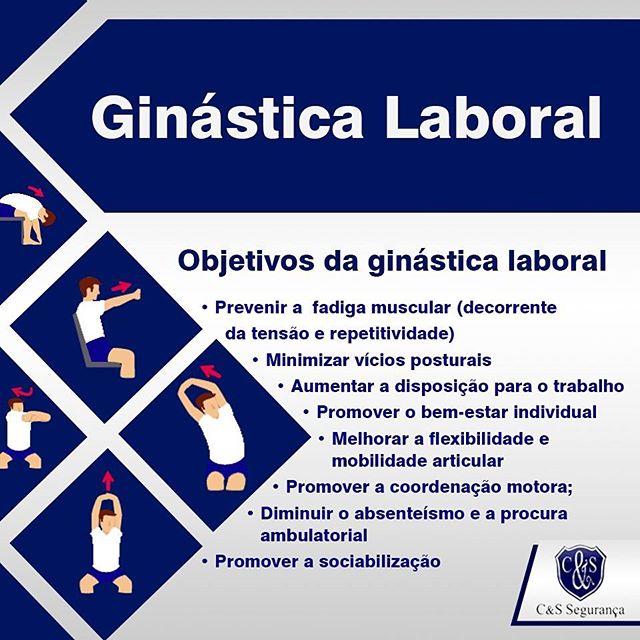 Ginástica Laboral
Objetivos da ginástica laboral
• Prevenir a fadiga muscular (decorrente
da tensão e repetitividade)
• Minimizar vícios posturais
• Aumentar a disposição para o trabalho
• Promover o bem-estar individual
• Melhorar a flexibilidade e
mobilidade articular
• Promover a coordenação motora;
• Diminuir o absenteísmo e a procura
ambulatorial
• Promover a sociabilização
C&S
C&S Segurança